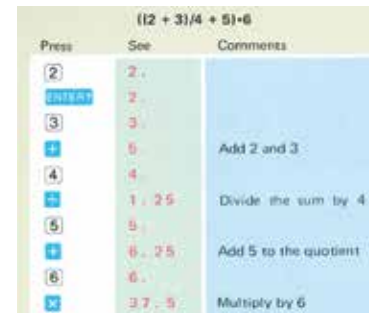 ((2 + 3)/4 + 5)•6
Press See Comments
2 2.
ENTER↑ 2.
3 3.
+ 5. Add 2 and 3
4 4.
÷ 1.25 Divide the sum by 4
5 5.
+ 6.25 Add 5 to the quotient
6 6.
× 37.5 Multiply by 6